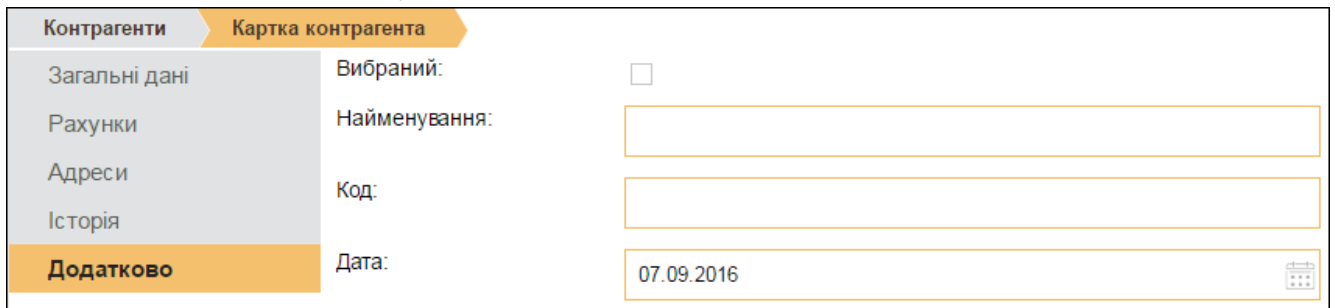 Контрагенти Картка контрагента
Загальні дані
Рахунки
Адреси
Історія
Додатково
Вибраний:
Найменування:
Код:
Дата: 07.09.2016